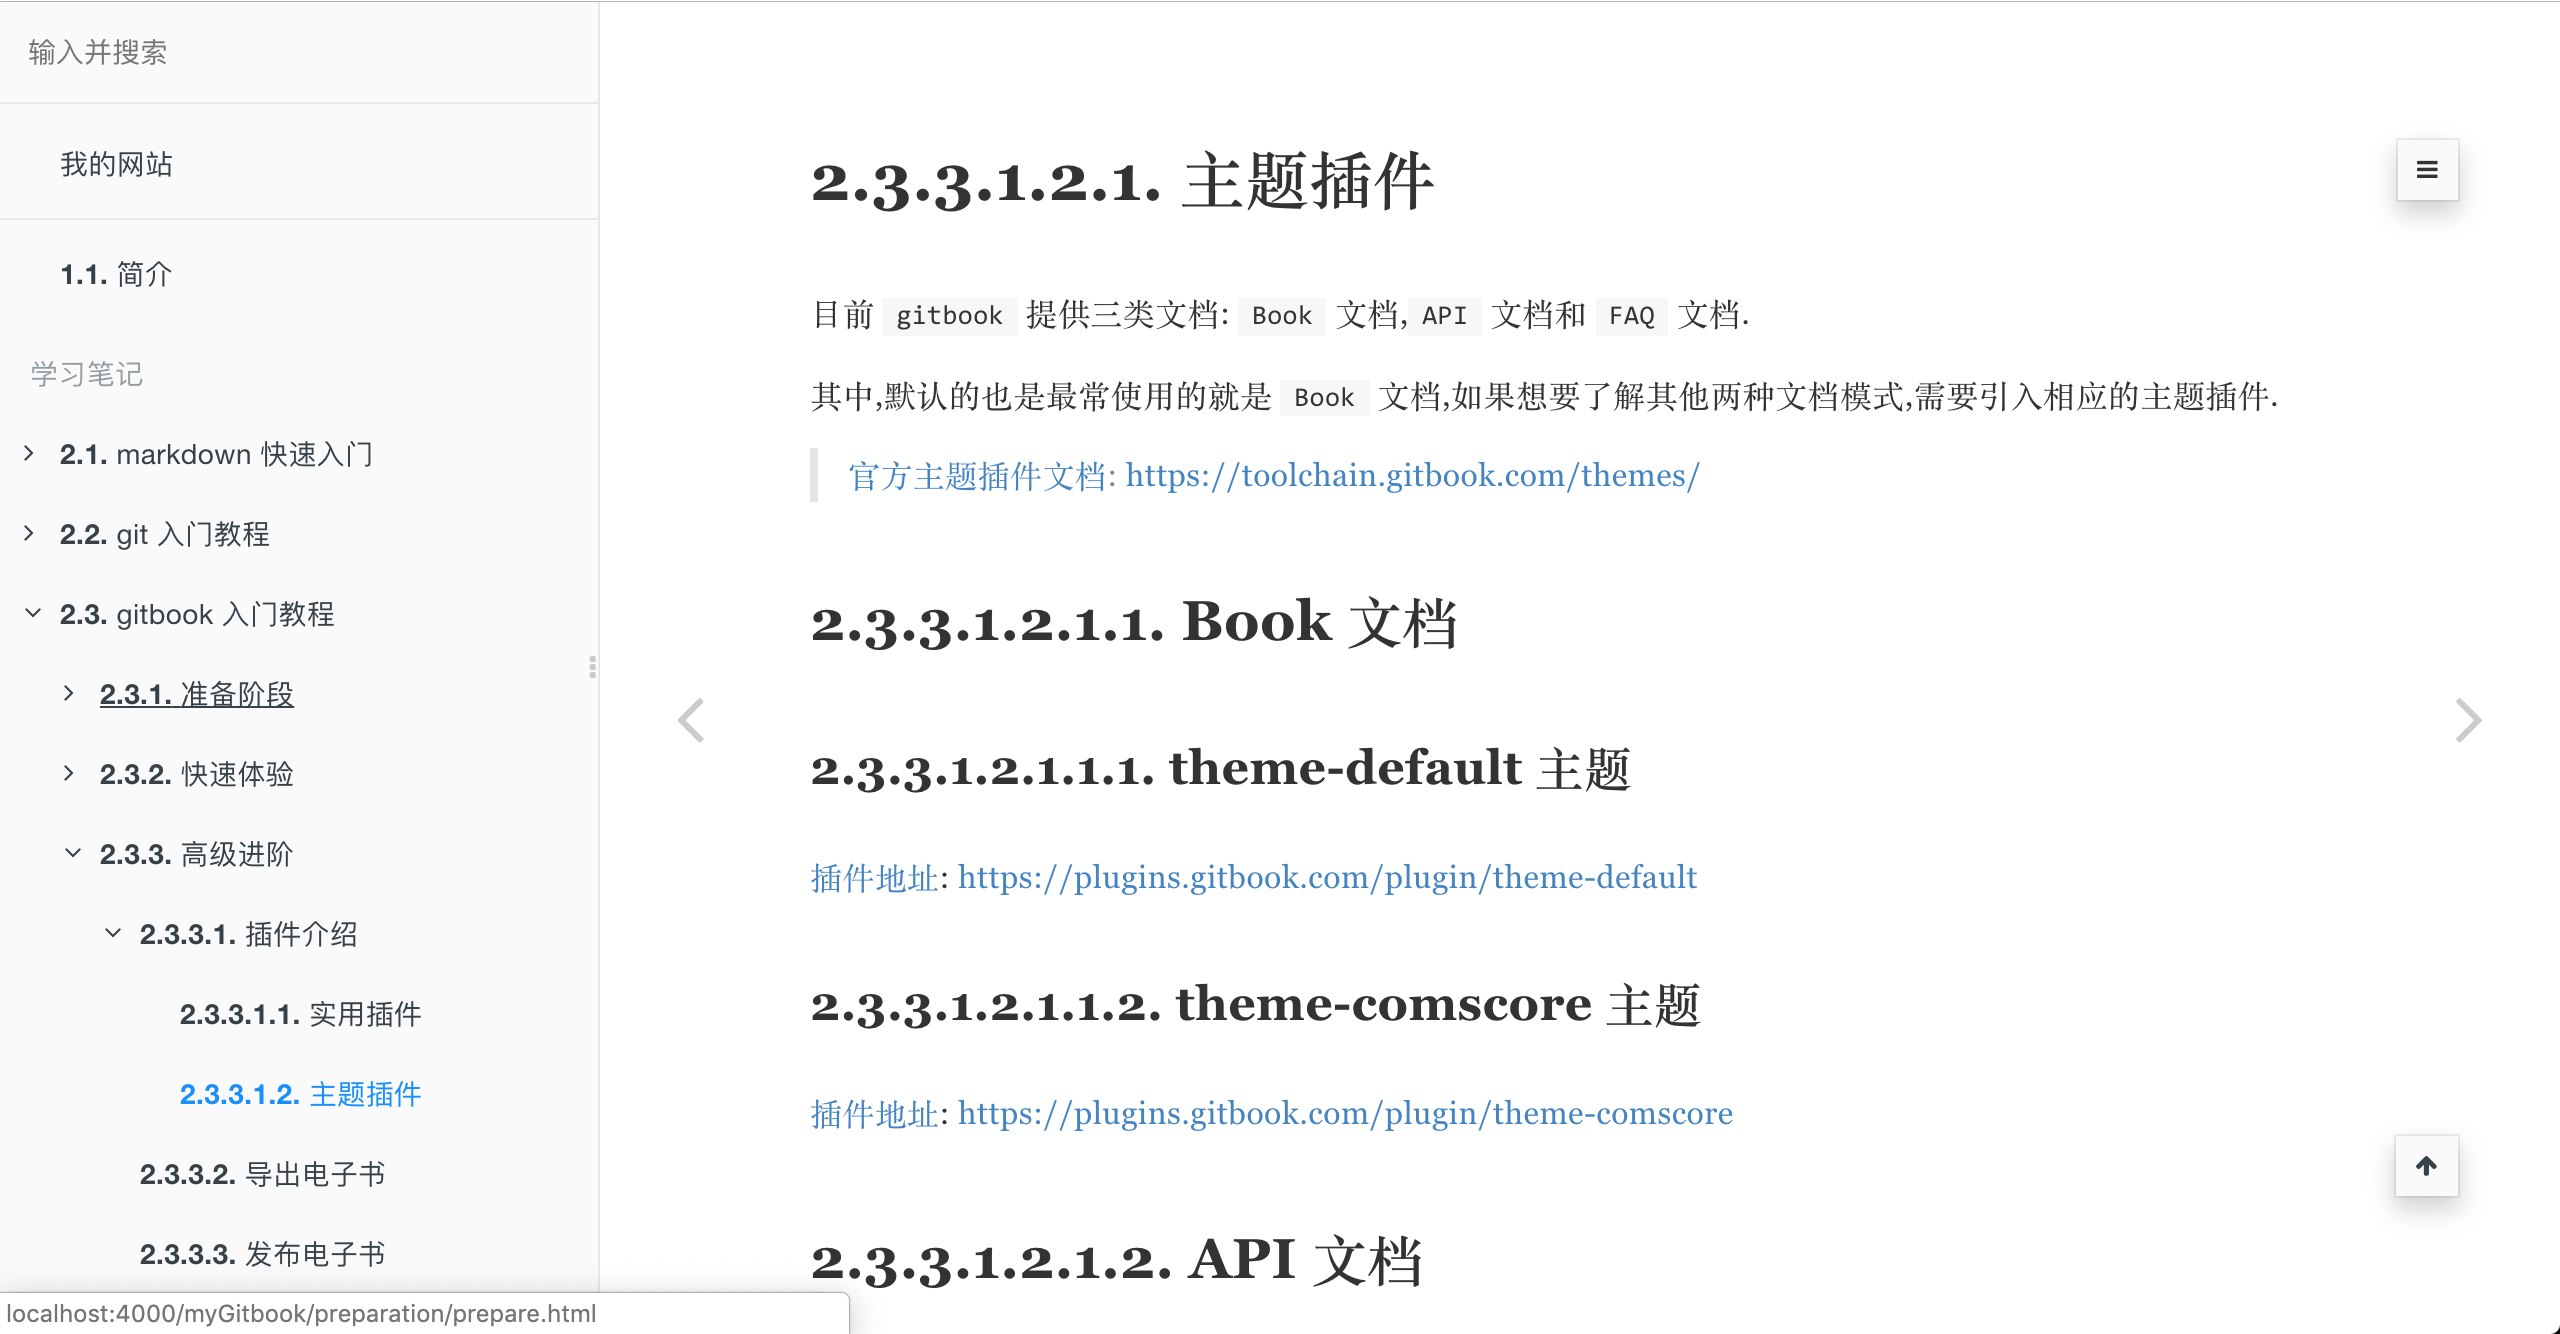 输入并搜索
我的网站
1.1. 简介
学习笔记
2.1. markdown 快速入门
2.2. git 入门教程
2.3. gitbook 入门教程
2.3.1. 准备阶段
2.3.2. 快速体验
2.3.3. 高级进阶
2.3.3.1. 插件介绍
2.3.3.1.1. 实用插件
2.3.3.1.2. 主题插件
2.3.3.2. 导出电子书
2.3.3.3. 发布电子书
localhost:4000/myGitbook/preparation/prepare.html
2.3.3.1.2.1. 主题插件
目前 gitbook 提供三类文档: Book 文档, API 文档和 FAQ 文档.
其中,默认的也是最常使用的就是 Book 文档,如果想要了解其他两种文档模式,需要引入相应的主题插件.
官方主题插件文档: https://toolchain.gitbook.com/themes/
2.3.3.1.2.1.1. Book 文档
2.3.3.1.2.1.1.1. theme-default 主题
插件地址: https://plugins.gitbook.com/plugin/theme-default
2.3.3.1.2.1.1.2. theme-comscore 主题
插件地址: https://plugins.gitbook.com/plugin/theme-comscore
2.3.3.1.2.1.2. API 文档